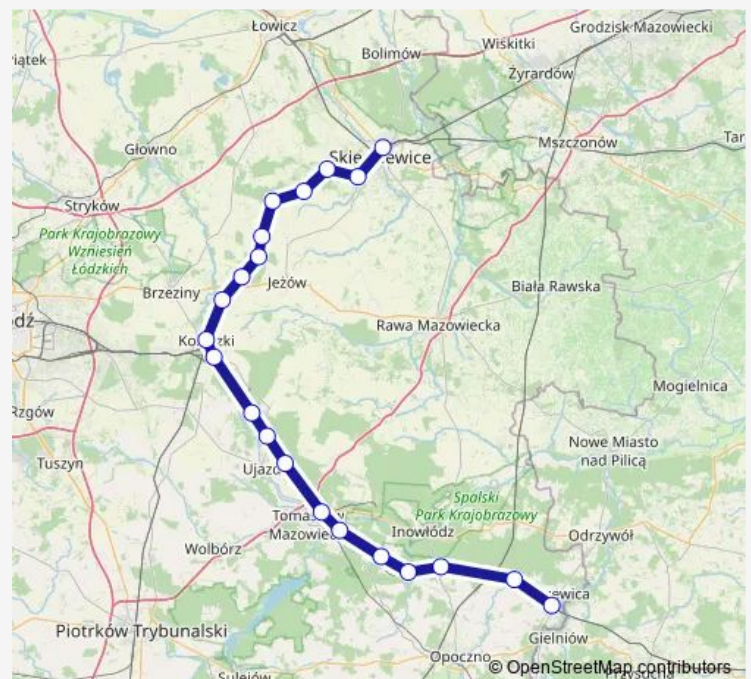 Łowicz
Grodzisk Mazowiecki
Bolimów
Wiskitki
Żyrardów
Głowno
Mszczonów
Stryków
Park Krajobrazowy
Wzniesień
Łódzkich
Jeżów
Brzeziny
Biała Rawska
Rawa Mazowiecka
Mogielnica
Rzgów
Tuszyn
Nowe Miasto
nad Pilicą
Spalski
Park Krajobrazowy
Inowłódz
Odrzywół
Wolbórz
Piotrków Trybunalski
Gielniów
Opoczno
Sulejów
© OpenStreetMap contributors